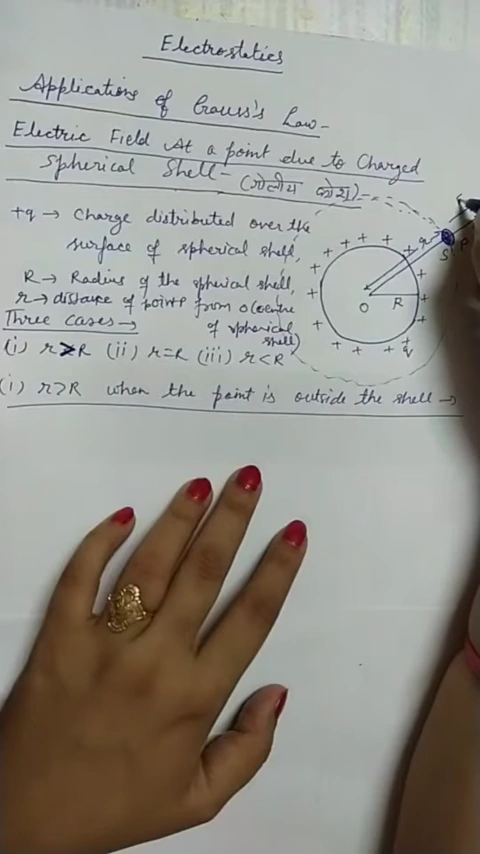 Electrostatics
Applications of Gauss's Law-
Electric Field At a point due to Charged
Spherical Shell- (गोलीय कोश)-
+q → Charge distributed over the
surface of spherical shell,
R → Radius of the spherical shell,
r → distance of point P from O (centre
of spherical
shell)
Three cases →
(i) r > R (ii) r = R (iii) r < R
(i) r > R when the point is outside the shell →
+ + + + + + + + + + + + + + +
O
R
r
S
P
q